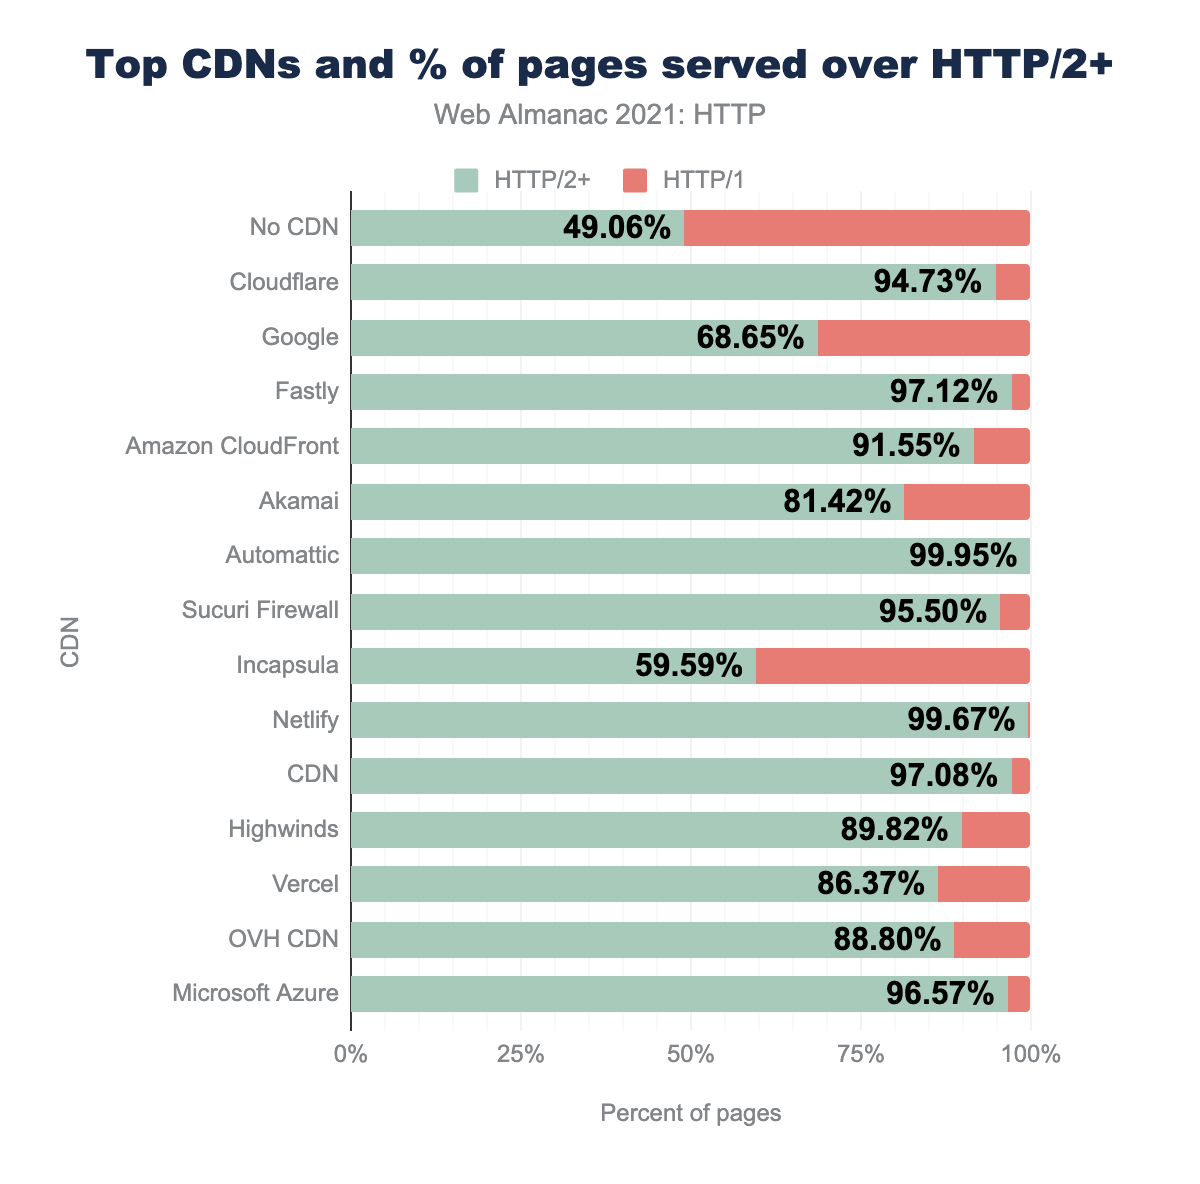 Top CDNs and % of pages served over HTTP/2+
Web Almanac 2021: HTTP
HTTP/2+ HTTP/1
No CDN 49.06%
Cloudflare 94.73%
Google 68.65%
Fastly 97.12%
Amazon CloudFront 91.55%
Akamai 81.42%
Automattic 99.95%
Sucuri Firewall 95.50%
CDN
Incapsula 59.59%
Netlify 99.67%
CDN 97.08%
Highwinds 89.82%
Vercel 86.37%
OVH CDN 88.80%
Microsoft Azure 96.57%
0% 25% 50% 75% 100%
Percent of pages